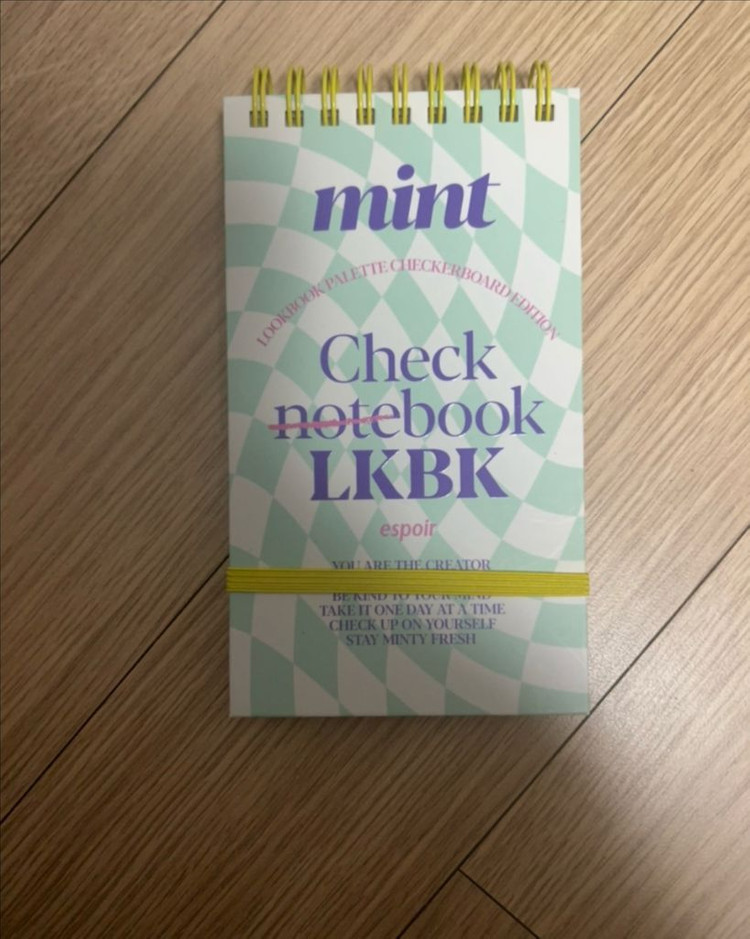 mint
LOOKBOOK PALETTE CHECKERBOARD EDITION
Check
notebook
LKBK
espoir
YOU ARE THE CREATOR
BE KIND TO YOUR MIND
TAKE IT ONE DAY AT A TIME
CHECK UP ON YOURSELF
STAY MINTY FRESH